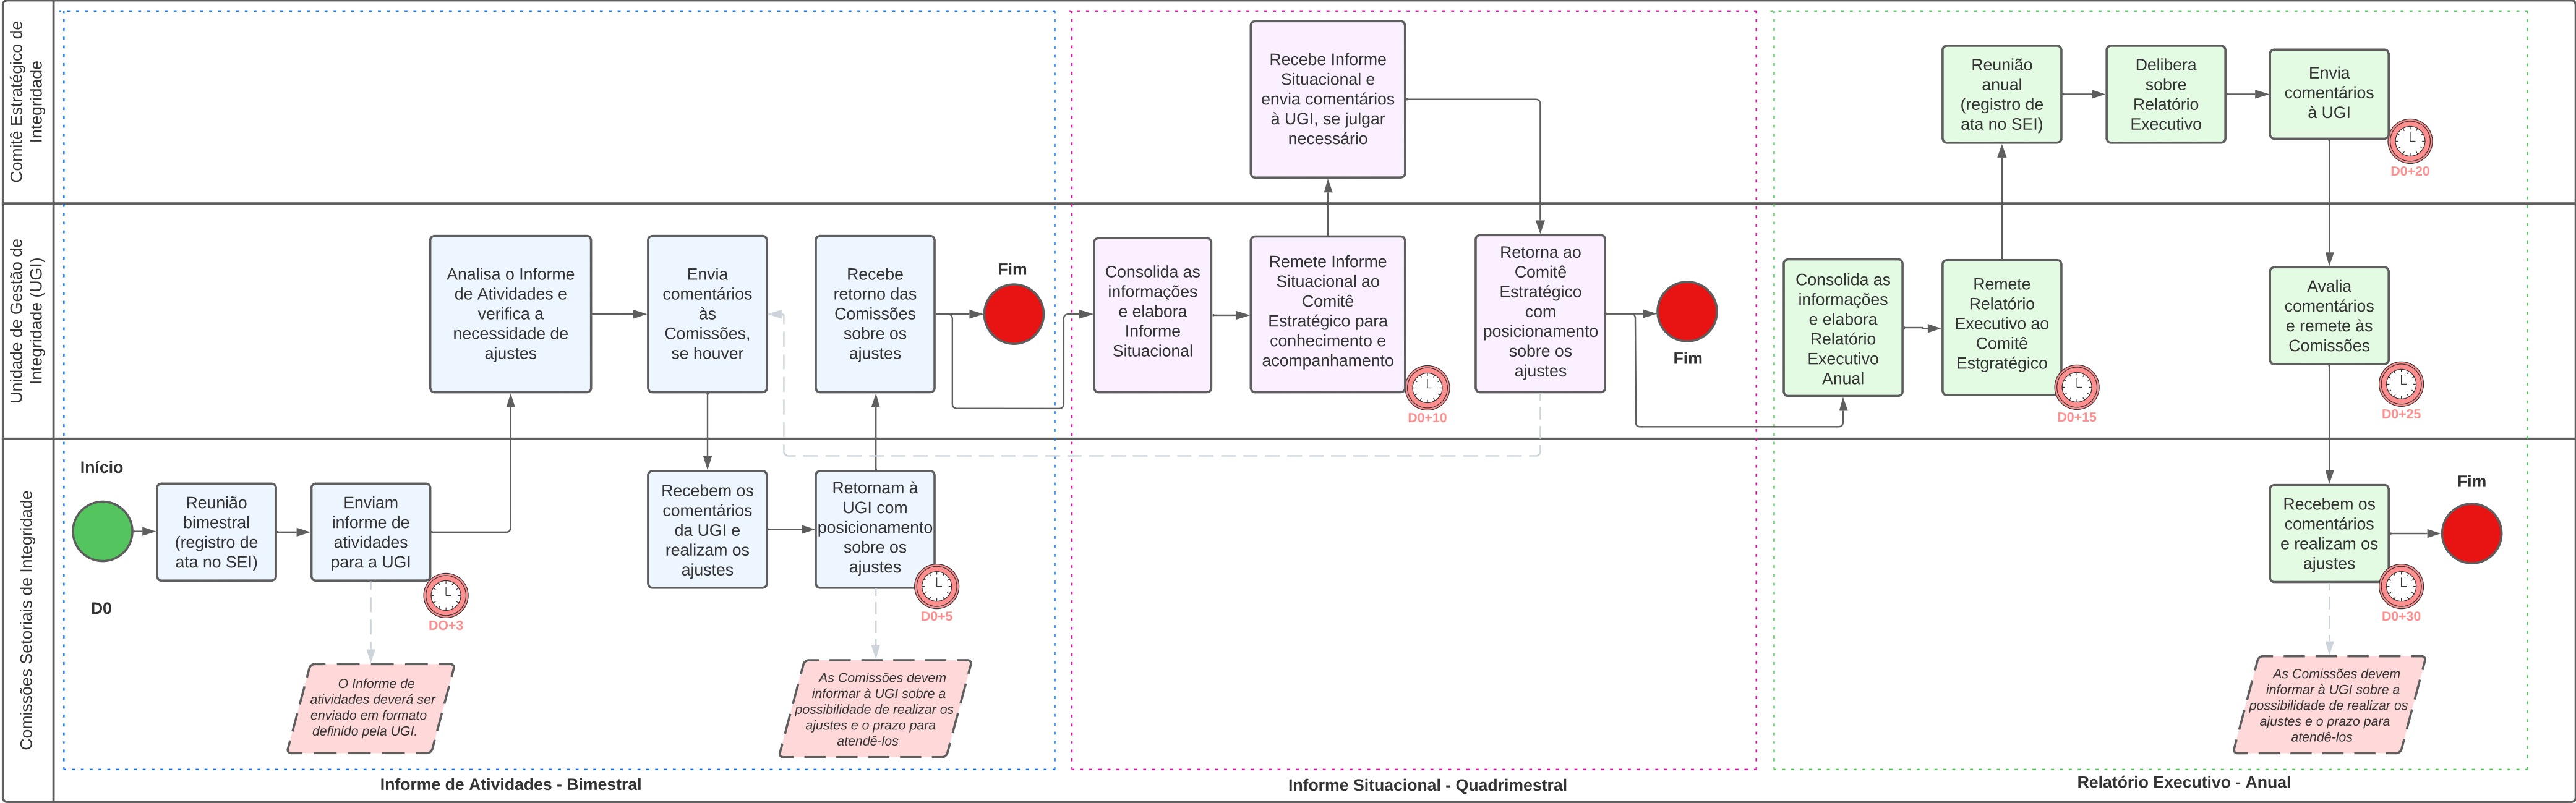 Comitê Estratégico de
Integridade
Unidade de Gestão de
Integridade (UGI)
Comissões Setoriais de Integridade
Início
D0
Reunião
bimestral
(registro de
ata no SEI)
Enviam
informe de
atividades
para a UGI
DO+3
O Informe de
atividades deverá ser
enviado em formato
definido pela UGI.
Analisa o Informe
de Atividades e
verifica a
necessidade de
ajustes
Envia
comentários
às
Comissões,
se houver
Recebem os
comentários
da UGI e
realizam os
ajustes
Retornam à
UGI com
posicionamento
sobre os
ajustes
D0+5
As Comissões devem
informar à UGI sobre a
possibilidade de realizar os
ajustes e o prazo para
atendê-los
Recebe
retorno das
Comissões
sobre os
ajustes
Fim
Informe de Atividades - Bimestral
Consolida as
informações
e elabora
Informe
Situacional
Remete Informe
Situacional ao
Comitê
Estratégico para
conhecimento e
acompanhamento
D0+10
Recebe Informe
Situacional e
envia comentários
à UGI, se julgar
necessário
Retorna ao
Comitê
Estratégico
com
posicionamento
sobre os
ajustes
Fim
Informe Situacional - Quadrimestral
Consolida as
informações
e elabora
Relatório
Executivo
Anual
Remete
Relatório
Executivo ao
Comitê
Estgratégico
D0+15
Reunião
anual
(registro de
ata no SEI)
Delibera
sobre
Relatório
Executivo
Envia
comentários
à UGI
D0+20
Avalia
comentários
e remete às
Comissões
D0+25
Recebem os
comentários
e realizam os
ajustes
D0+30
Fim
As Comissões devem
informar à UGI sobre a
possibilidade de realizar os
ajustes e o prazo para
atendê-los
Relatório Executivo - Anual